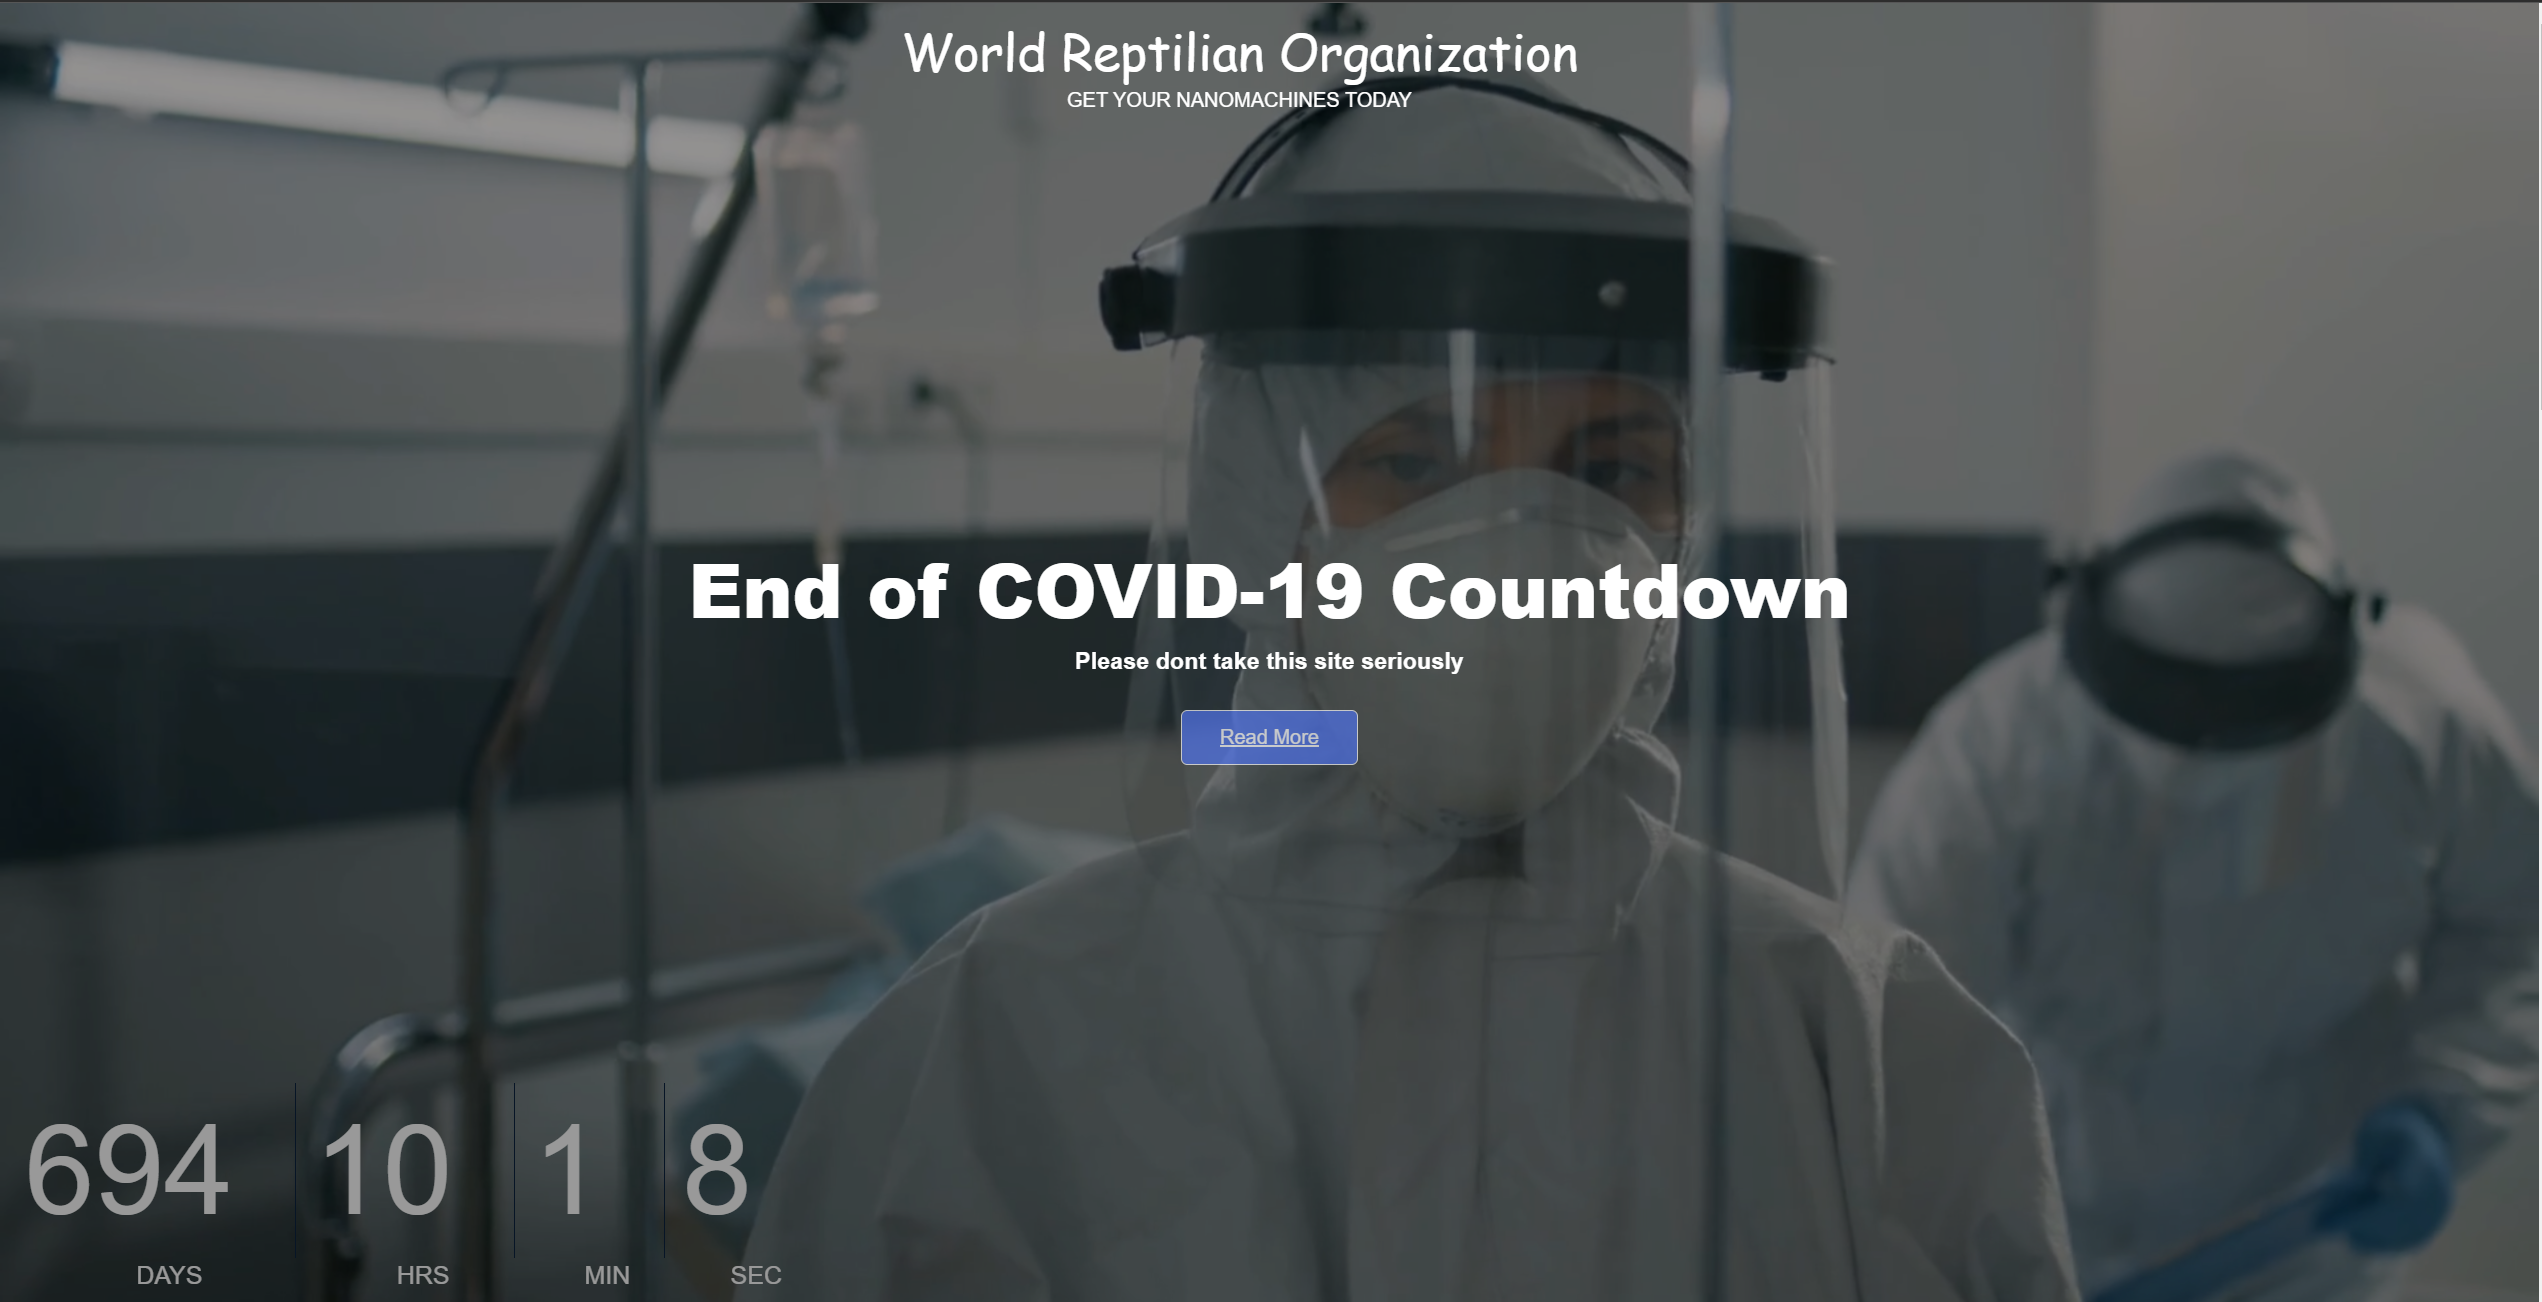 World Reptilian Organization
GET YOUR NANOMACHINES TODAY
End of COVID-19 Countdown
Please dont take this site seriously
Read More
694 10 1 8
DAYS HRS MIN SEC